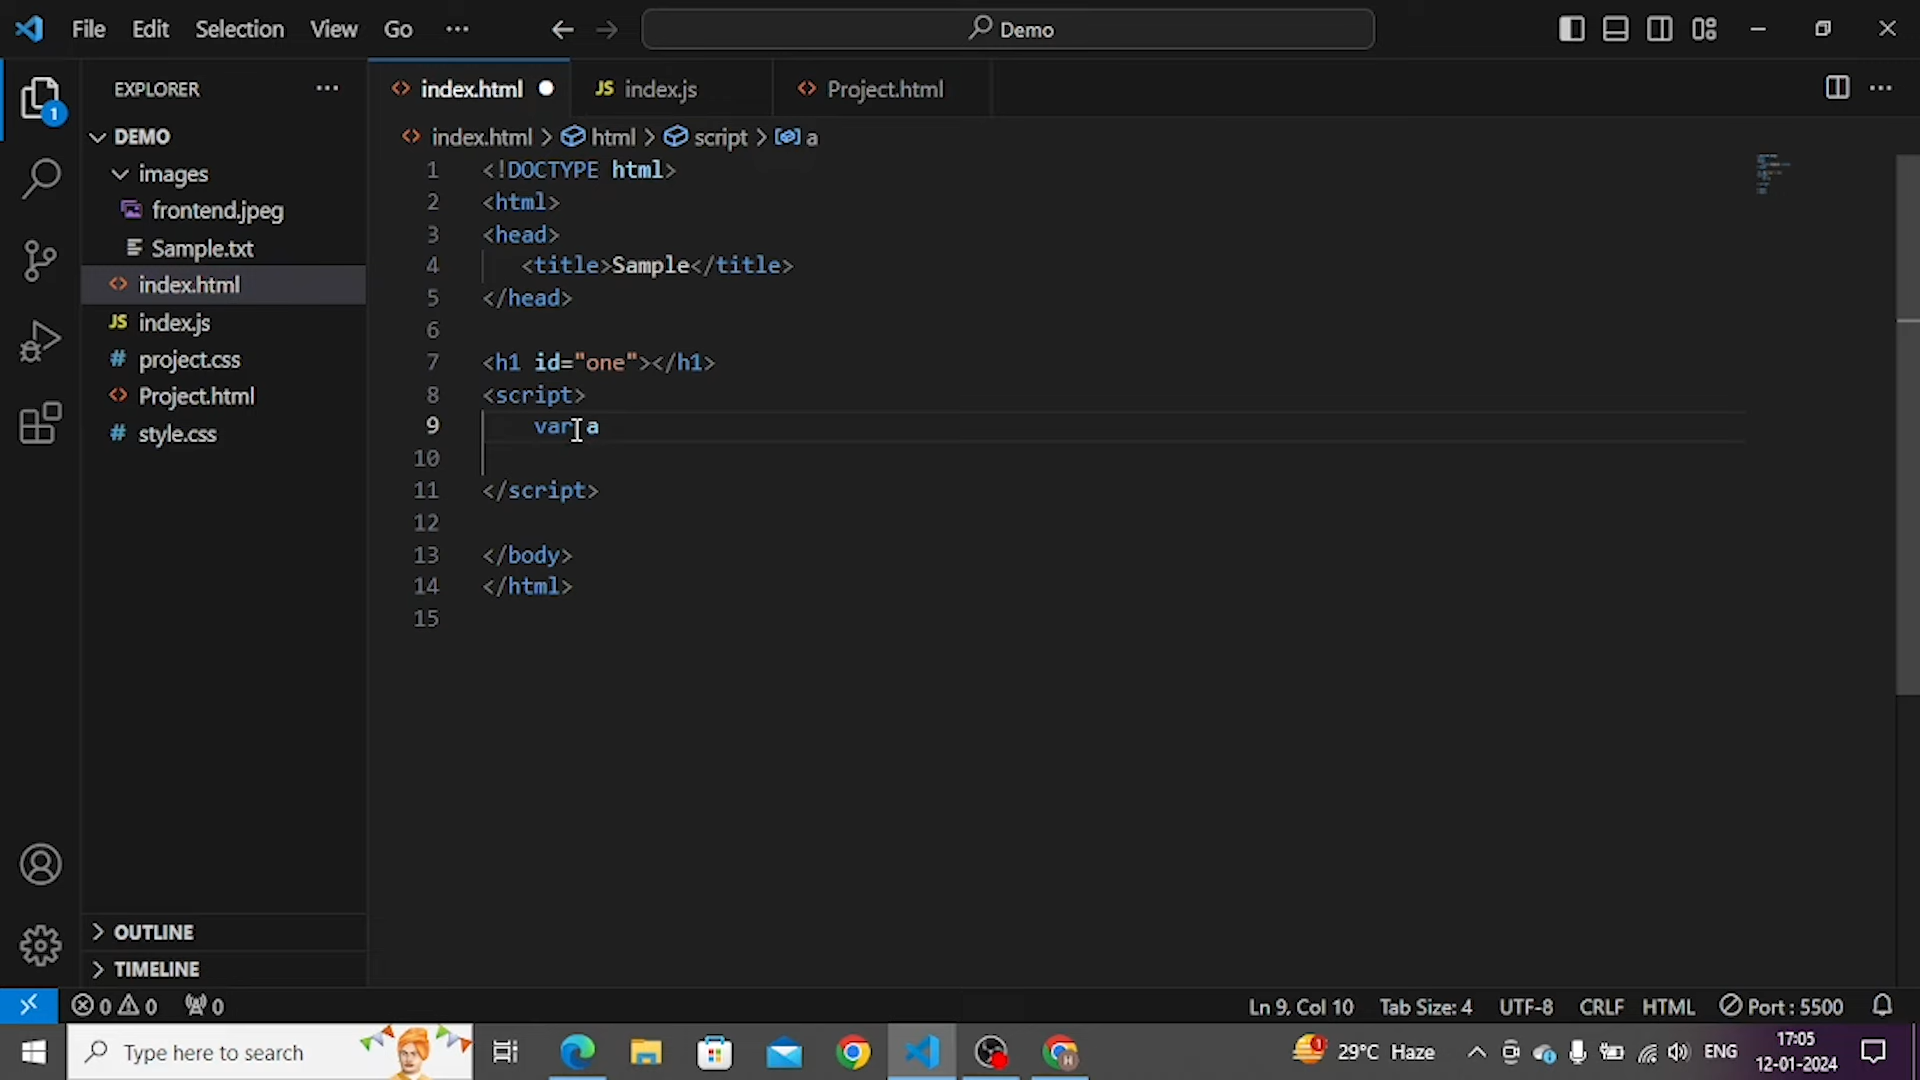 File Edit Selection View Go ··· Demo
EXPLORER ···
DEMO
images
frontend.jpeg
Sample.txt
index.html
JS index.js
# project.css
Project.html
# style.css
OUTLINE
TIMELINE
index.html JS index.js Project.html
index.html > html > script > a
1 <!DOCTYPE html>
2 <html>
3 <head>
4 <title>Sample</title>
5 </head>
6
7 <h1 id="one"></h1>
8 <script>
9 var a
10
11 </script>
12
13 </body>
14 </html>
15
1
0 0 0 Ln 9, Col 10 Tab Size: 4 UTF-8 CRLF HTML Port : 5500
Type here to search H 1 29°C Haze ENG 17:05
12-01-2024